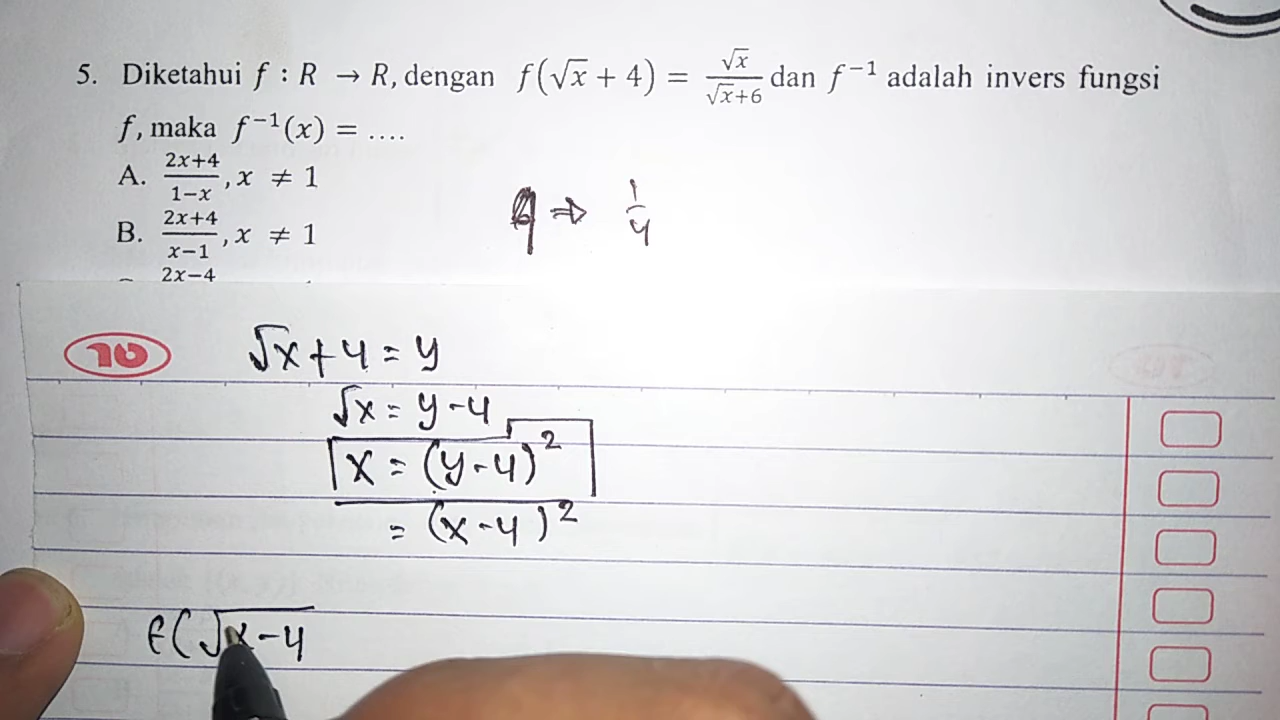 5. Diketahui f : R → R, dengan f(√x + 4) = √x/(√x+6) dan f⁻¹ adalah invers fungsi
f, maka f⁻¹(x) = ....
A. (2x+4)/(1−x), x ≠ 1
B. (2x+4)/(x−1), x ≠ 1
2x−4
⇒ 1/4
10
√x + 4 = y
√x = y - 4
x = (y - 4)²
= (x - 4)²
f(√x - 4